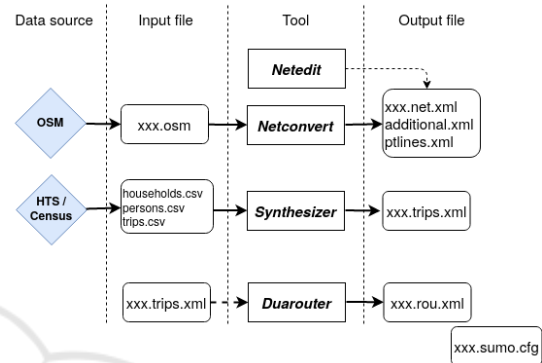 Data source
Input file
Tool
Output file
Netedit
OSM
xxx.osm
Netconvert
xxx.net.xml
additional.xml
ptlines.xml
HTS /
Census
households.csv
persons.csv
trips.csv
Synthesizer
xxx.trips.xml
xxx.trips.xml
Duarouter
xxx.rou.xml
xxx.sumo.cfg